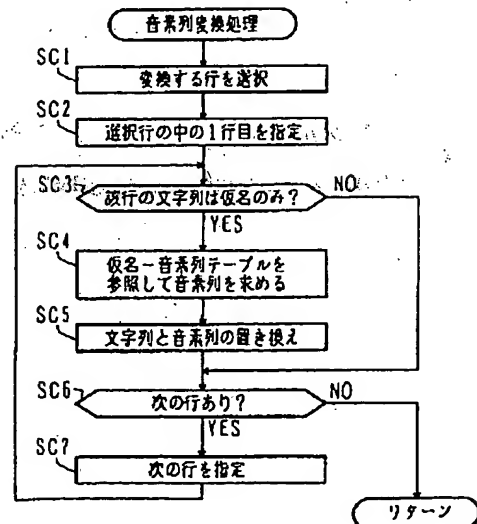 音素列変換処理
SC1
変換する行を選択
SC2
選択行の中の1行目を指定
SC3
該行の文字列は仮名のみ?
NO
YES
SC4
仮名-音素列テーブルを
参照して音素列を求める
SC5
文字列と音素列の置き換え
SC6
次の行あり?
NO
YES
SC7
次の行を指定
リターン